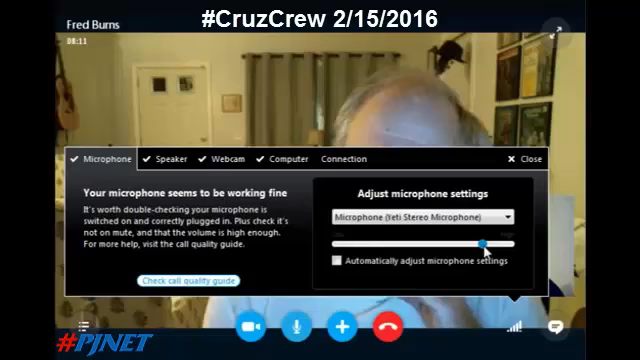 #CruzCrew 2/15/2016
Fred Burns
08:11
Microphone
Speaker
Webcam
Computer
Connection
Close
Your microphone seems to be working fine
It's worth double-checking your microphone is
switched on and correctly plugged in. Plus check it's
not on mute, and that the volume is high enough.
For more help, visit the call quality guide.
Check call quality guide
Adjust microphone settings
Microphone (Yeti Stereo Microphone)
Automatically adjust microphone settings
#PJNET